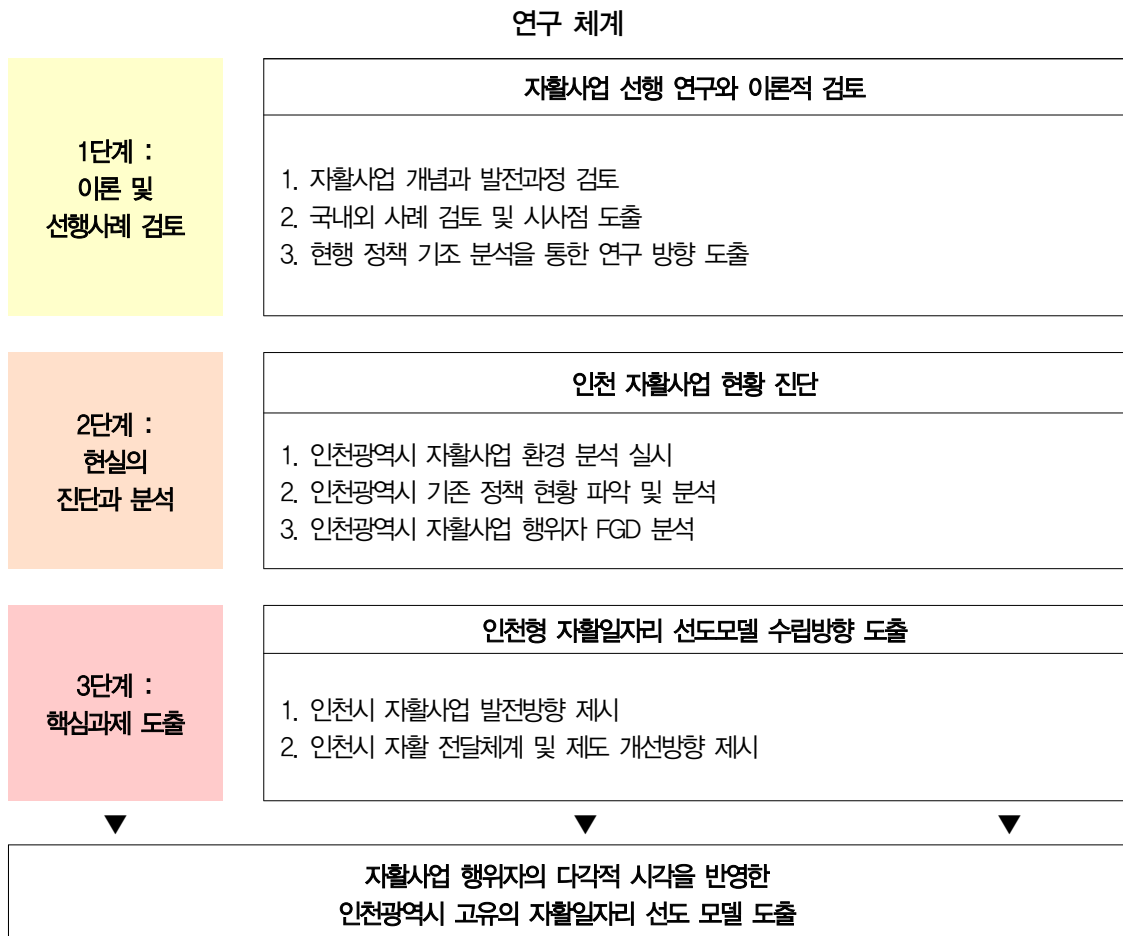 연구 체계
1단계 :
이론 및
선행사례 검토
자활사업 선행 연구와 이론적 검토
1. 자활사업 개념과 발전과정 검토
2. 국내외 사례 검토 및 시사점 도출
3. 현행 정책 기조 분석을 통한 연구 방향 도출
2단계 :
현실의
진단과 분석
인천 자활사업 현황 진단
1. 인천광역시 자활사업 환경 분석 실시
2. 인천광역시 기존 정책 현황 파악 및 분석
3. 인천광역시 자활사업 행위자 FGD 분석
3단계 :
핵심과제 도출
인천형 자활일자리 선도모델 수립방향 도출
1. 인천시 자활사업 발전방향 제시
2. 인천시 자활 전달체계 및 제도 개선방향 제시
자활사업 행위자의 다각적 시각을 반영한
인천광역시 고유의 자활일자리 선도 모델 도출